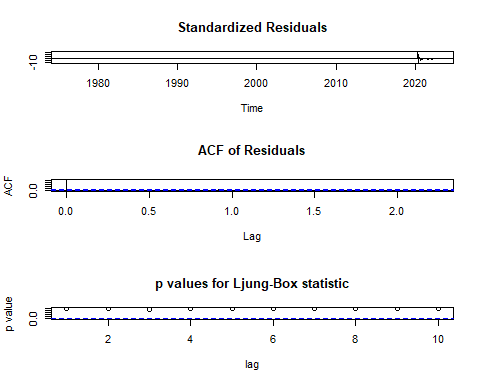 Standardized Residuals
-10
1980 1990 2000 2010 2020
Time
ACF of Residuals
ACF
0.0
0.0 0.5 1.0 1.5 2.0
Lag
p values for Ljung-Box statistic
p value
0.0
2 4 6 8 10
lag